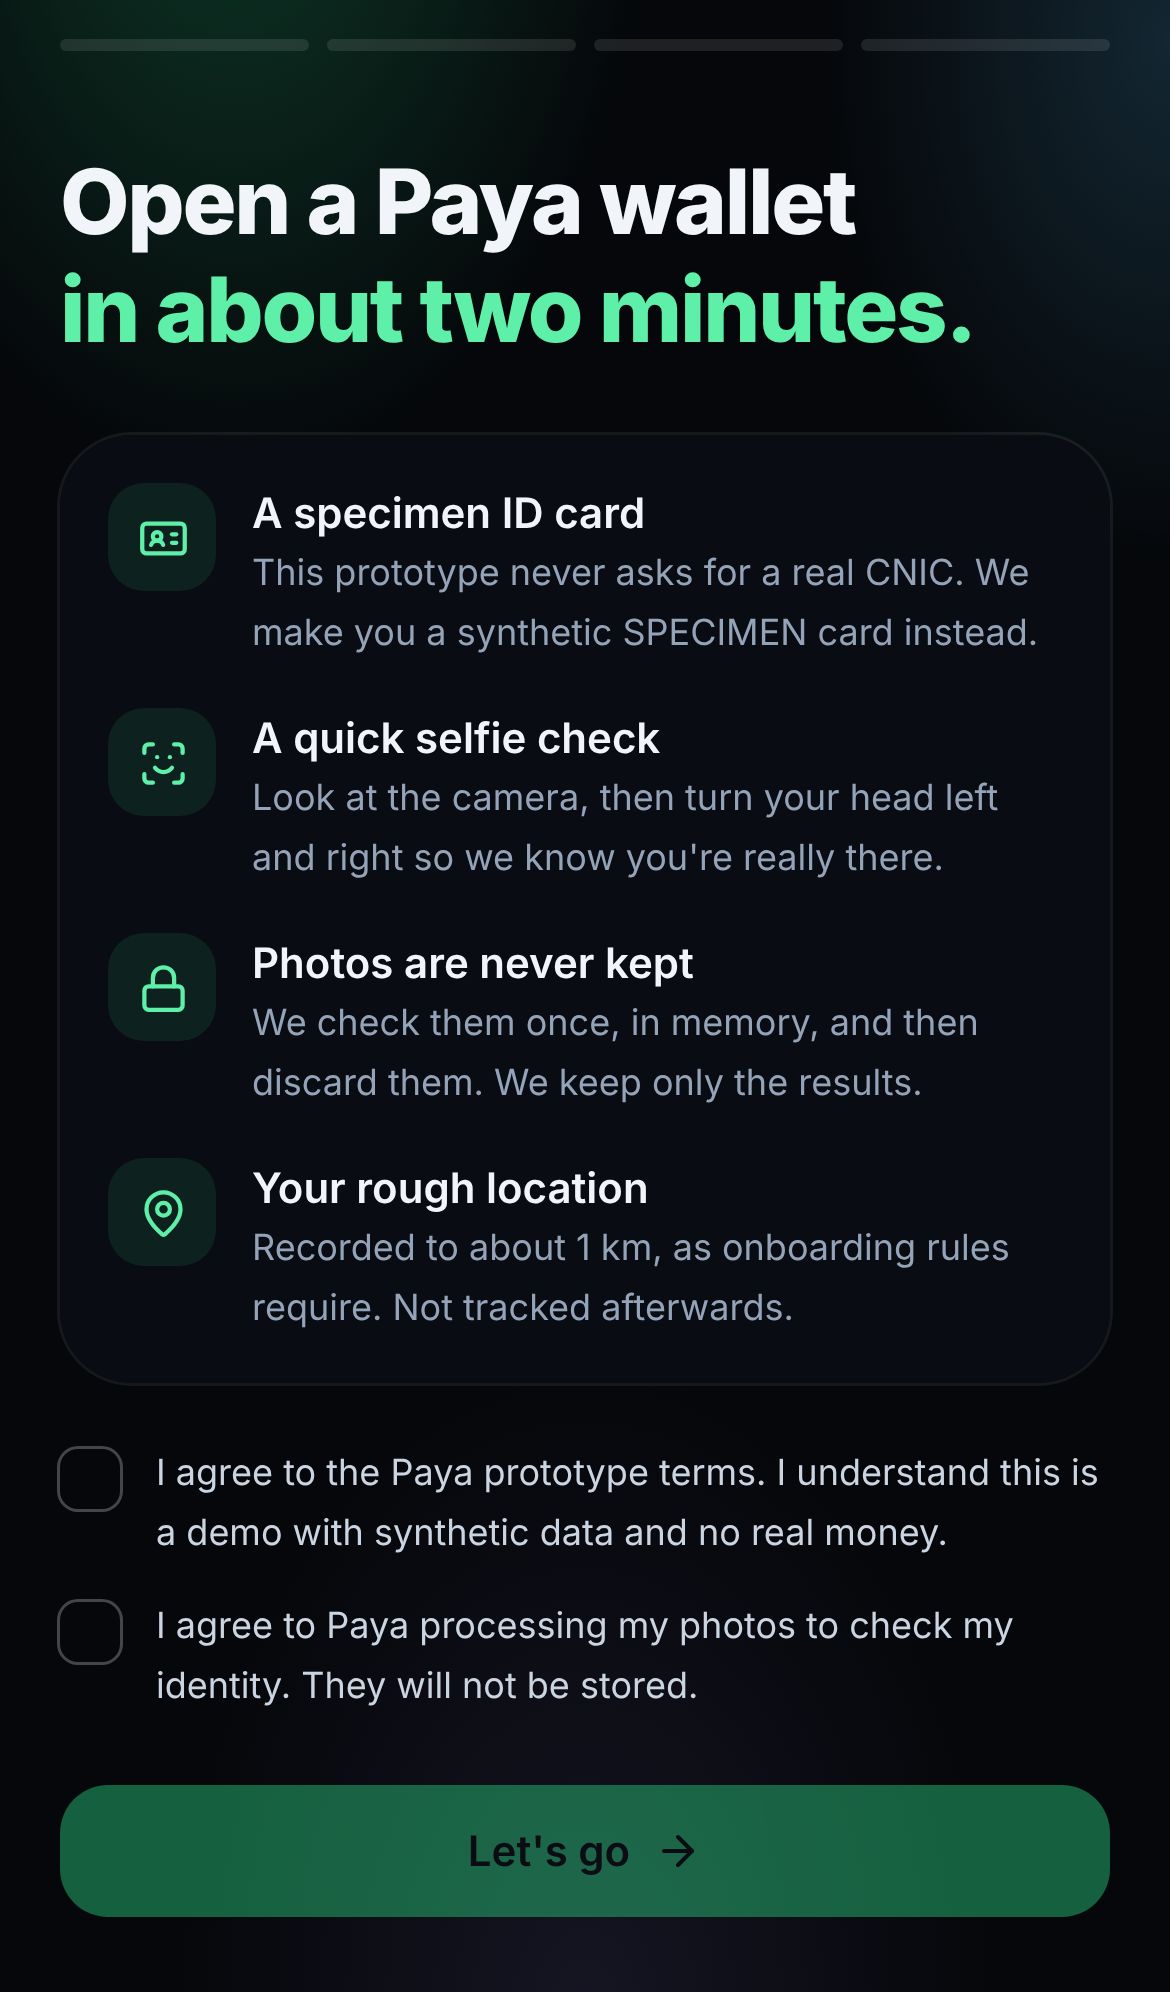 Open a Paya wallet
in about two minutes.
A specimen ID card
This prototype never asks for a real CNIC. We
make you a synthetic SPECIMEN card instead.
A quick selfie check
Look at the camera, then turn your head left
and right so we know you're really there.
Photos are never kept
We check them once, in memory, and then
discard them. We keep only the results.
Your rough location
Recorded to about 1 km, as onboarding rules
require. Not tracked afterwards.
I agree to the Paya prototype terms. I understand this is
a demo with synthetic data and no real money.
I agree to Paya processing my photos to check my
identity. They will not be stored.
Let's go